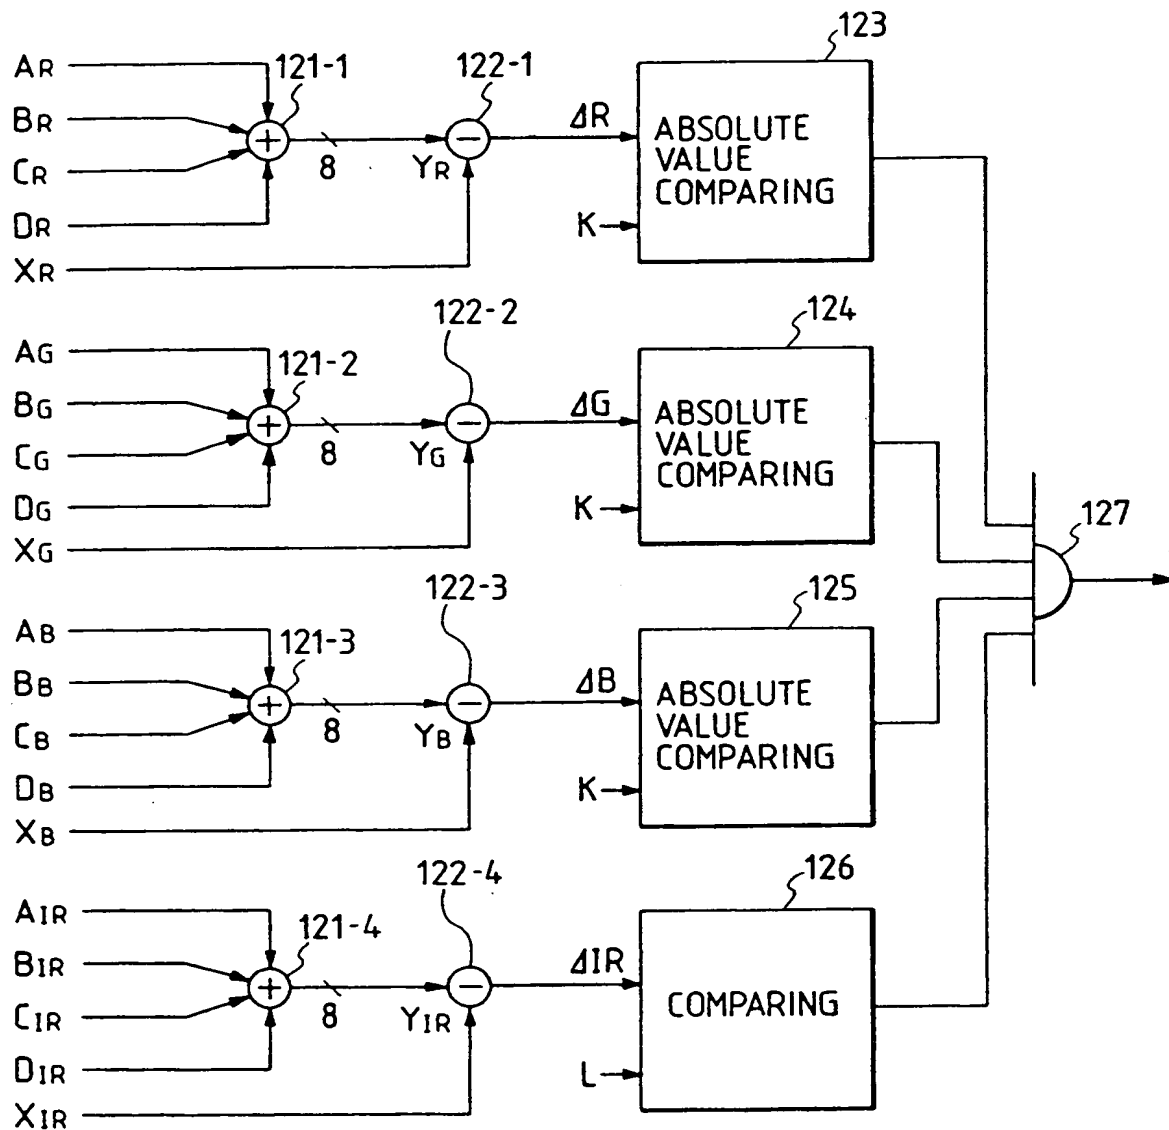 123
AR
121-1
122-1
BR
ΔR
ABSOLUTE
VALUE
COMPARING
+
−
CR
8
YR
DR
K
XR
122-2
124
AG
121-2
BG
ΔG
ABSOLUTE
VALUE
COMPARING
+
−
CG
8
YG
DG
K
XG
127
122-3
125
AB
121-3
BB
ΔB
ABSOLUTE
VALUE
COMPARING
+
−
CB
8
YB
DB
K
XB
122-4
126
AIR
121-4
BIR
ΔIR
+
−
COMPARING
CIR
8
YIR
DIR
L
XIR